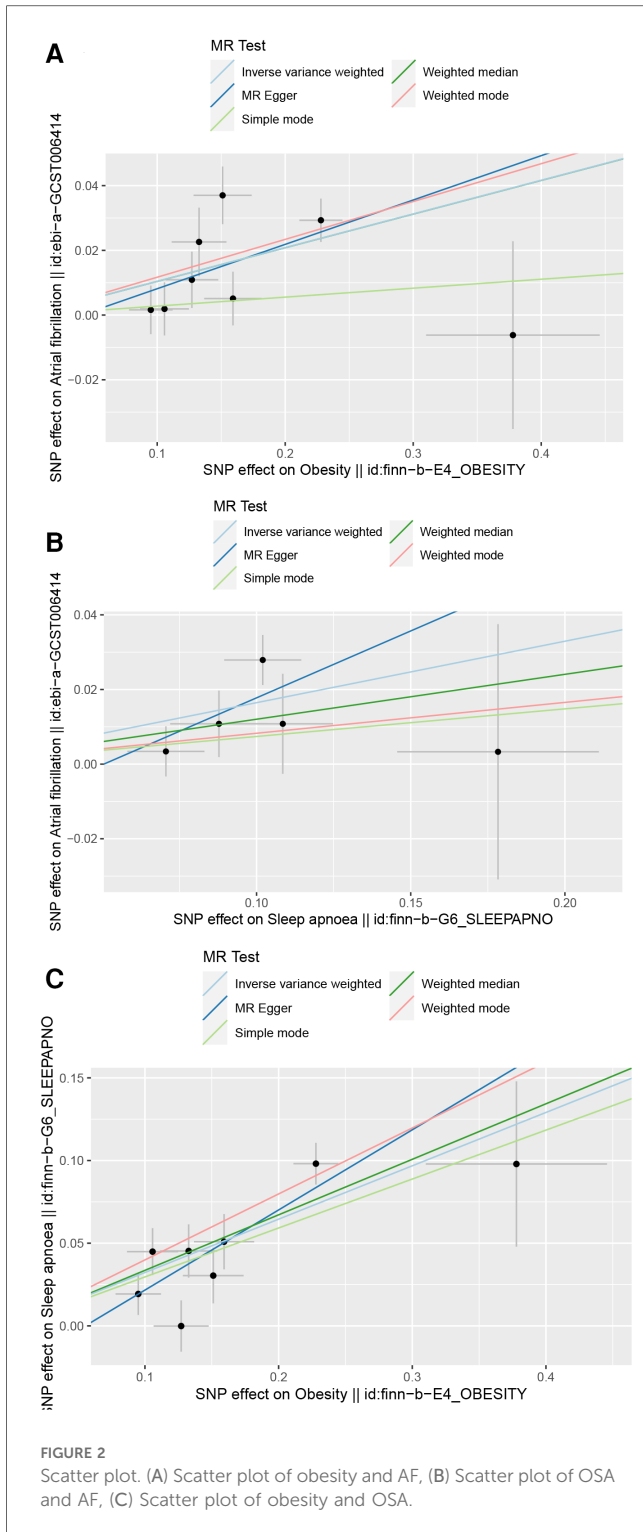 A
MR Test
Inverse variance weighted
Weighted median
MR Egger
Weighted mode
Simple mode
SNP effect on Atrial fibrillation || id:ebi−a−GCST006414
0.04
0.02
0.00
−0.02
0.1 0.2 0.3 0.4
SNP effect on Obesity || id:finn−b−E4_OBESITY
B
MR Test
Inverse variance weighted
Weighted median
MR Egger
Weighted mode
Simple mode
SNP effect on Atrial fibrillation || id:ebi−a−GCST006414
0.04
0.02
0.00
−0.02
0.10 0.15 0.20
SNP effect on Sleep apnoea || id:finn−b−G6_SLEEPAPNO
C
MR Test
Inverse variance weighted
Weighted median
MR Egger
Weighted mode
Simple mode
SNP effect on Sleep apnoea || id:finn−b−G6_SLEEPAPNO
0.15
0.10
0.05
0.00
0.1 0.2 0.3 0.4
SNP effect on Obesity || id:finn−b−E4_OBESITY
FIGURE 2
Scatter plot. (A) Scatter plot of obesity and AF, (B) Scatter plot of OSA
and AF, (C) Scatter plot of obesity and OSA.